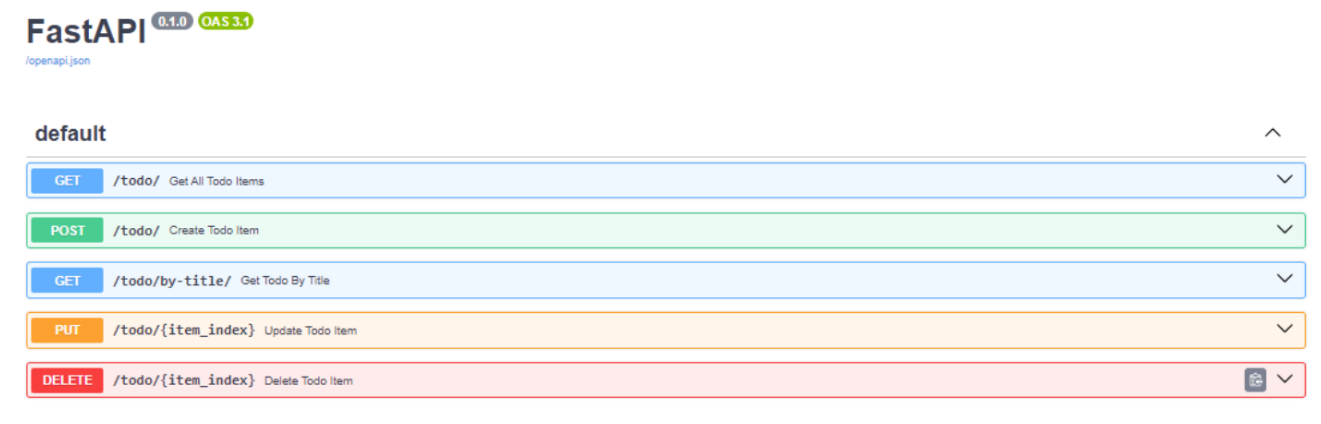 FastAPI 0.1.0 OAS 3.1
/openapi.json
default
GET /todo/ Get All Todo Items
POST /todo/ Create Todo Item
GET /todo/by-title/ Get Todo By Title
PUT /todo/{item_index} Update Todo Item
DELETE /todo/{item_index} Delete Todo Item